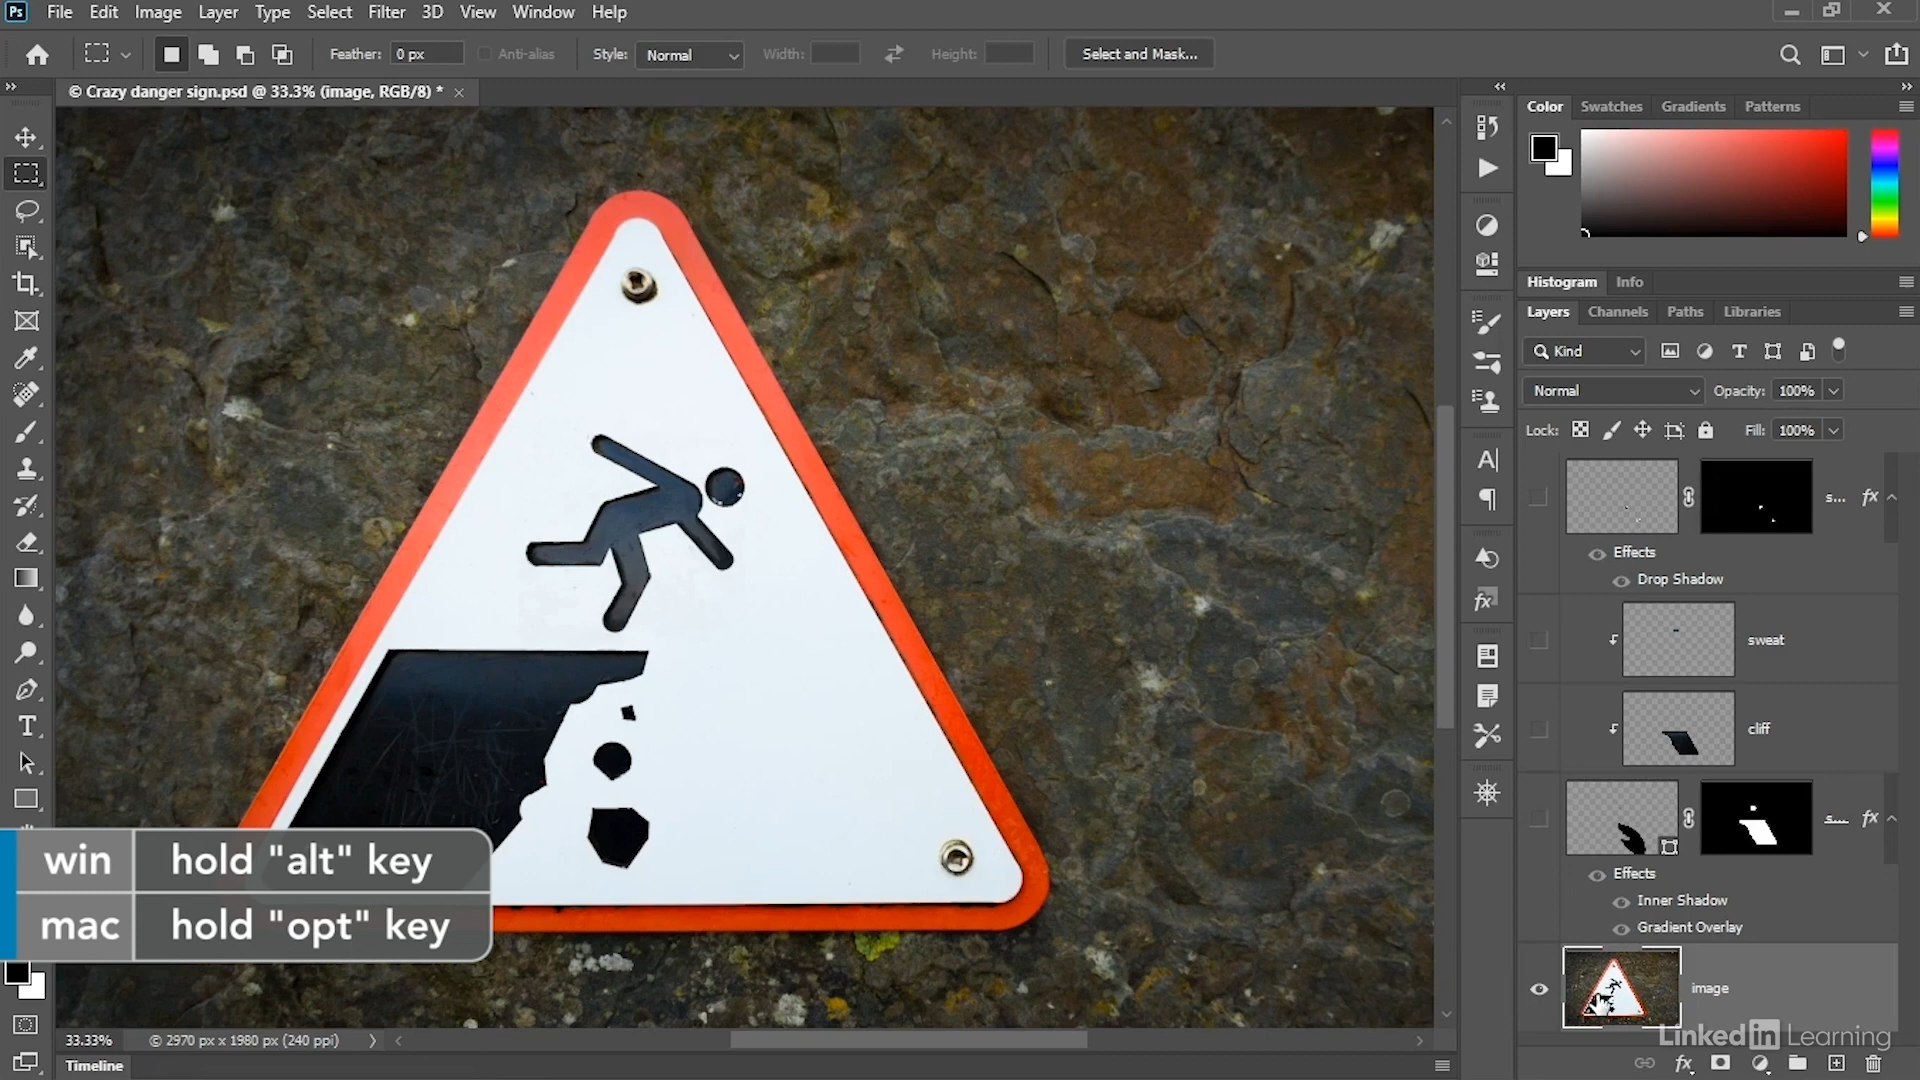 Ps File Edit Image Layer Type Select Filter 3D View Window Help
Feather: 0 px Anti-alias Style: Normal Width: Height: Select and Mask...
© Crazy danger sign.psd @ 33.3% (image, RGB/8) *
Color Swatches Gradients Patterns
Histogram Info
Layers Channels Paths Libraries
Kind
Normal Opacity: 100%
Lock: Fill: 100%
s... fx
Effects
Drop Shadow
sweat
cliff
s.... fx
Effects
Inner Shadow
Gradient Overlay
image
win hold "alt" key
mac hold "opt" key
LinkedIn Learning
33.33% © 2970 px x 1980 px (240 ppi)
Timeline